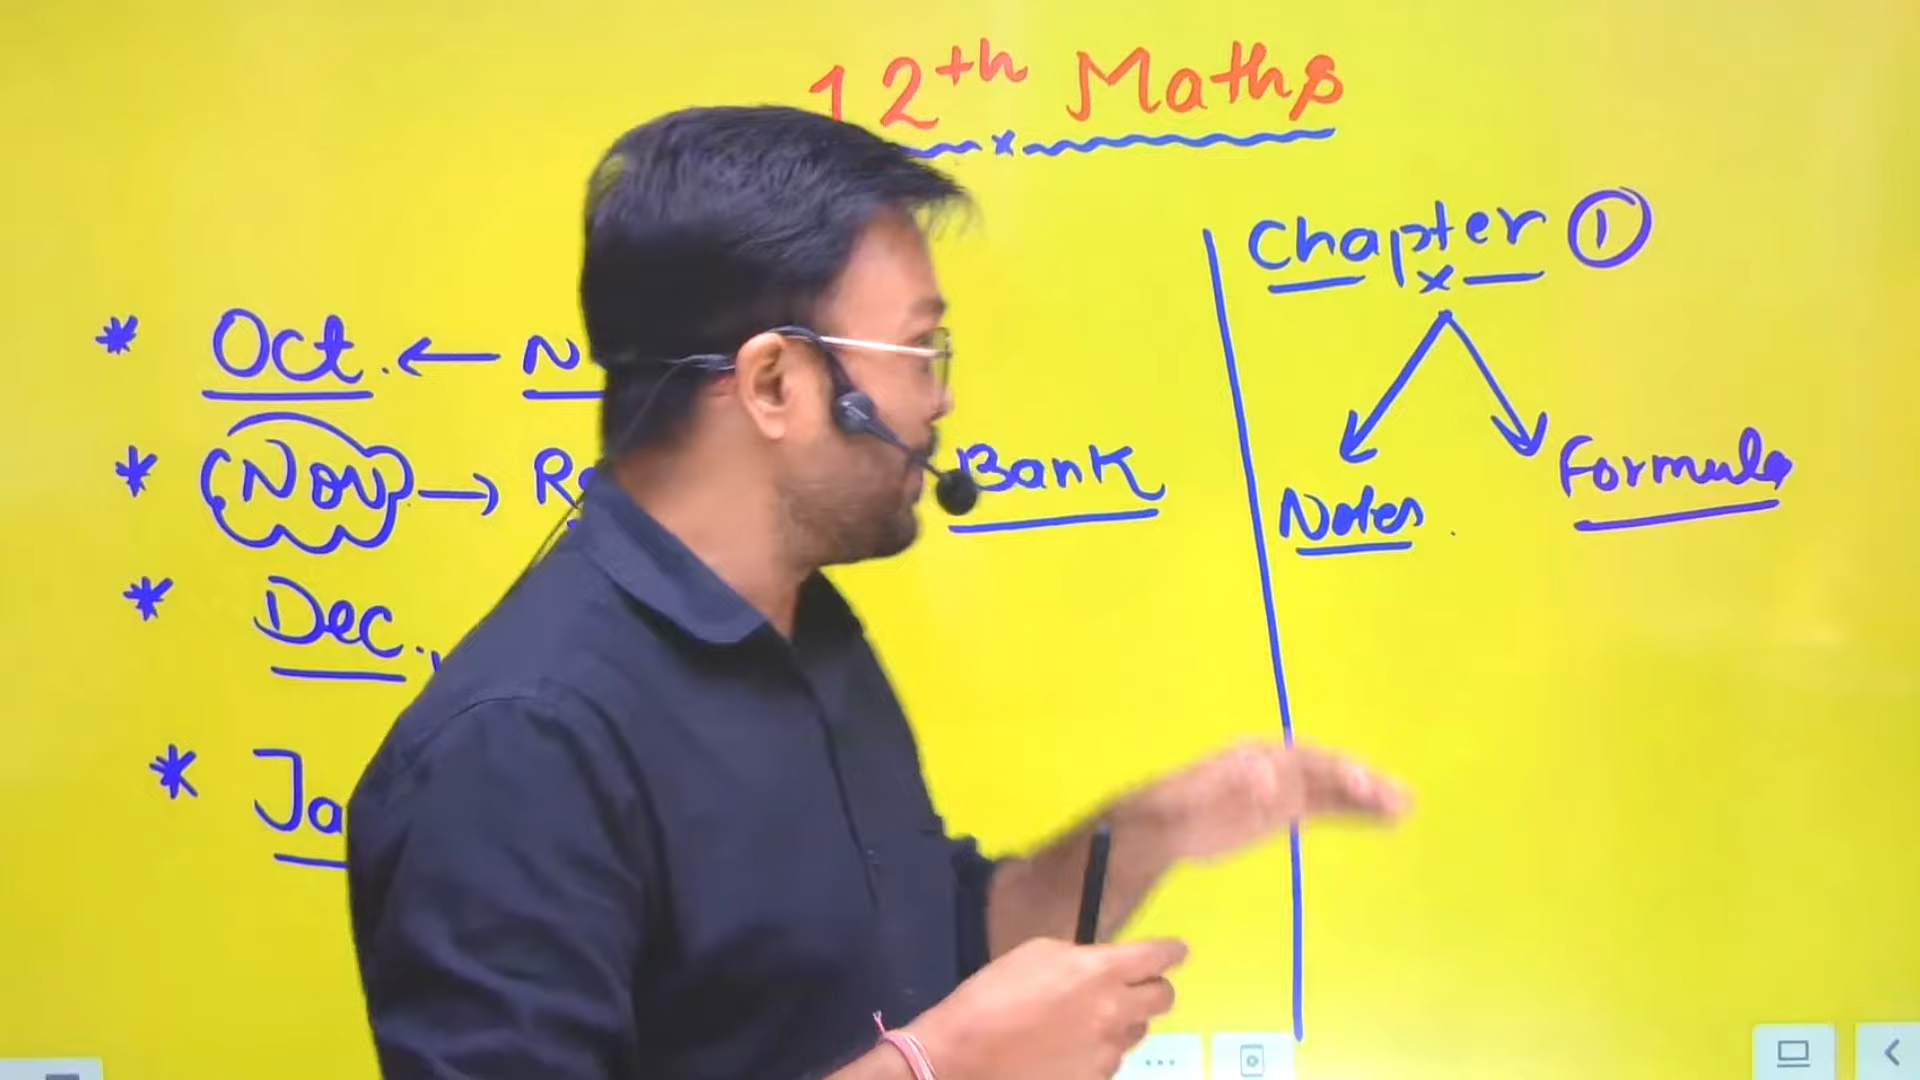 12th Maths
* Oct. ←
* Nov →
Bank
* Dec.
*
Chapter ①
Notes.
Formula